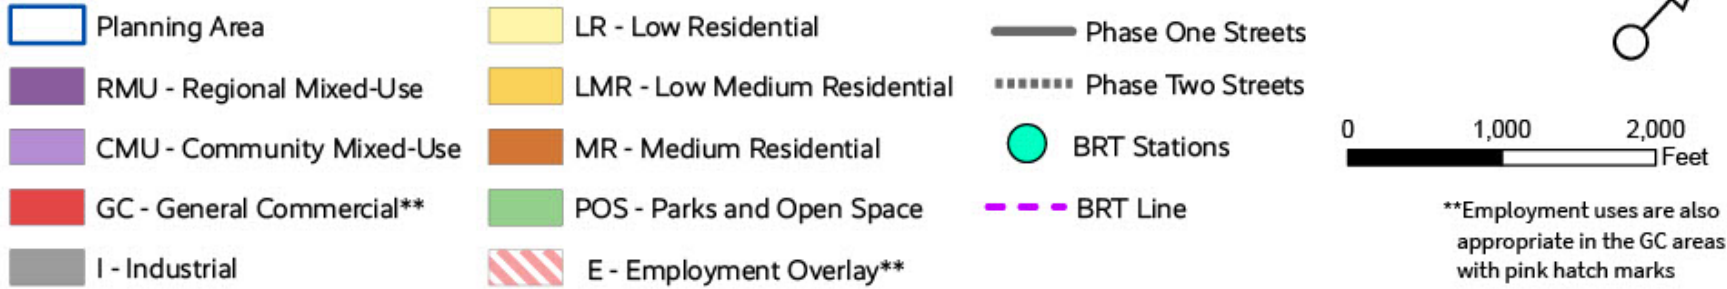 Planning Area
RMU - Regional Mixed-Use
CMU - Community Mixed-Use
GC - General Commercial**
I - Industrial
LR - Low Residential
LMR - Low Medium Residential
MR - Medium Residential
POS - Parks and Open Space
E - Employment Overlay**
Phase One Streets
Phase Two Streets
BRT Stations
BRT Line
0 1,000 2,000
Feet
**Employment uses are also
appropriate in the GC areas
with pink hatch marks